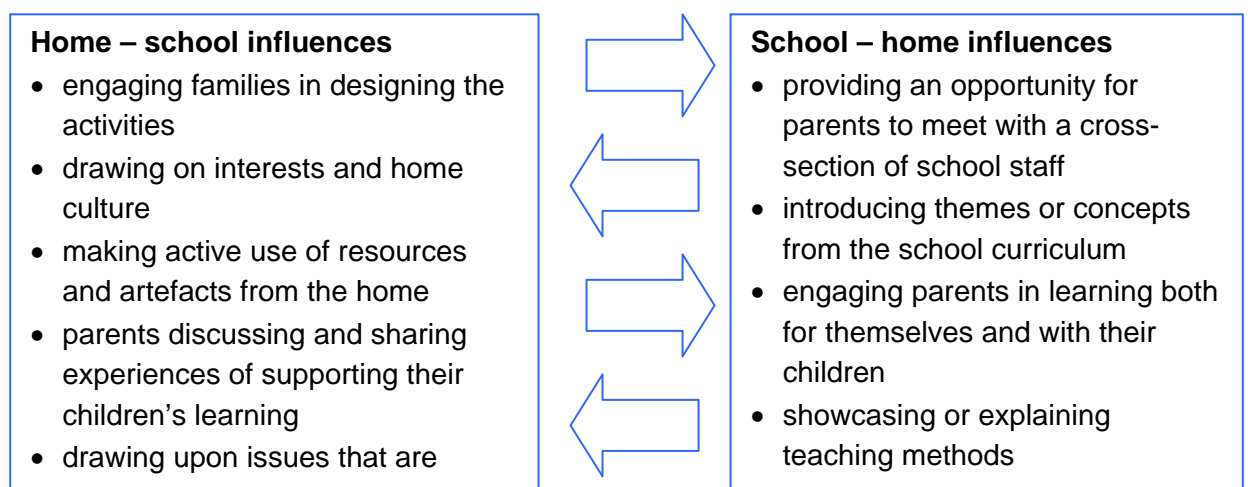 Home – school influences
• engaging families in designing the
activities
• drawing on interests and home
culture
• making active use of resources
and artefacts from the home
• parents discussing and sharing
experiences of supporting their
children’s learning
• drawing upon issues that are
School – home influences
• providing an opportunity for
parents to meet with a cross-
section of school staff
• introducing themes or concepts
from the school curriculum
• engaging parents in learning both
for themselves and with their
children
• showcasing or explaining
teaching methods